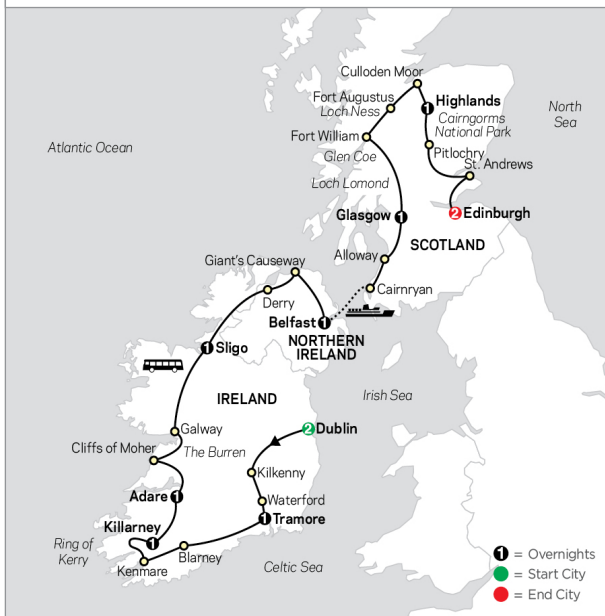 Culloden Moor
Fort Augustus
Loch Ness
1 Highlands
Cairngorms
National Park
North
Sea
Atlantic Ocean
Fort William
Glen Coe
Pitlochry
St. Andrews
Loch Lomond
Glasgow 1
2 Edinburgh
SCOTLAND
Alloway
Giant's Causeway
Cairnryan
Derry
Belfast 1
NORTHERN
IRELAND
1 Sligo
IRELAND
Irish Sea
Galway
2 Dublin
Cliffs of Moher
The Burren
Kilkenny
Adare 1
Waterford
1 Tramore
Killarney
1
Ring of
Kerry
Blarney
Kenmare
Celtic Sea
1 = Overnights
= Start City
= End City